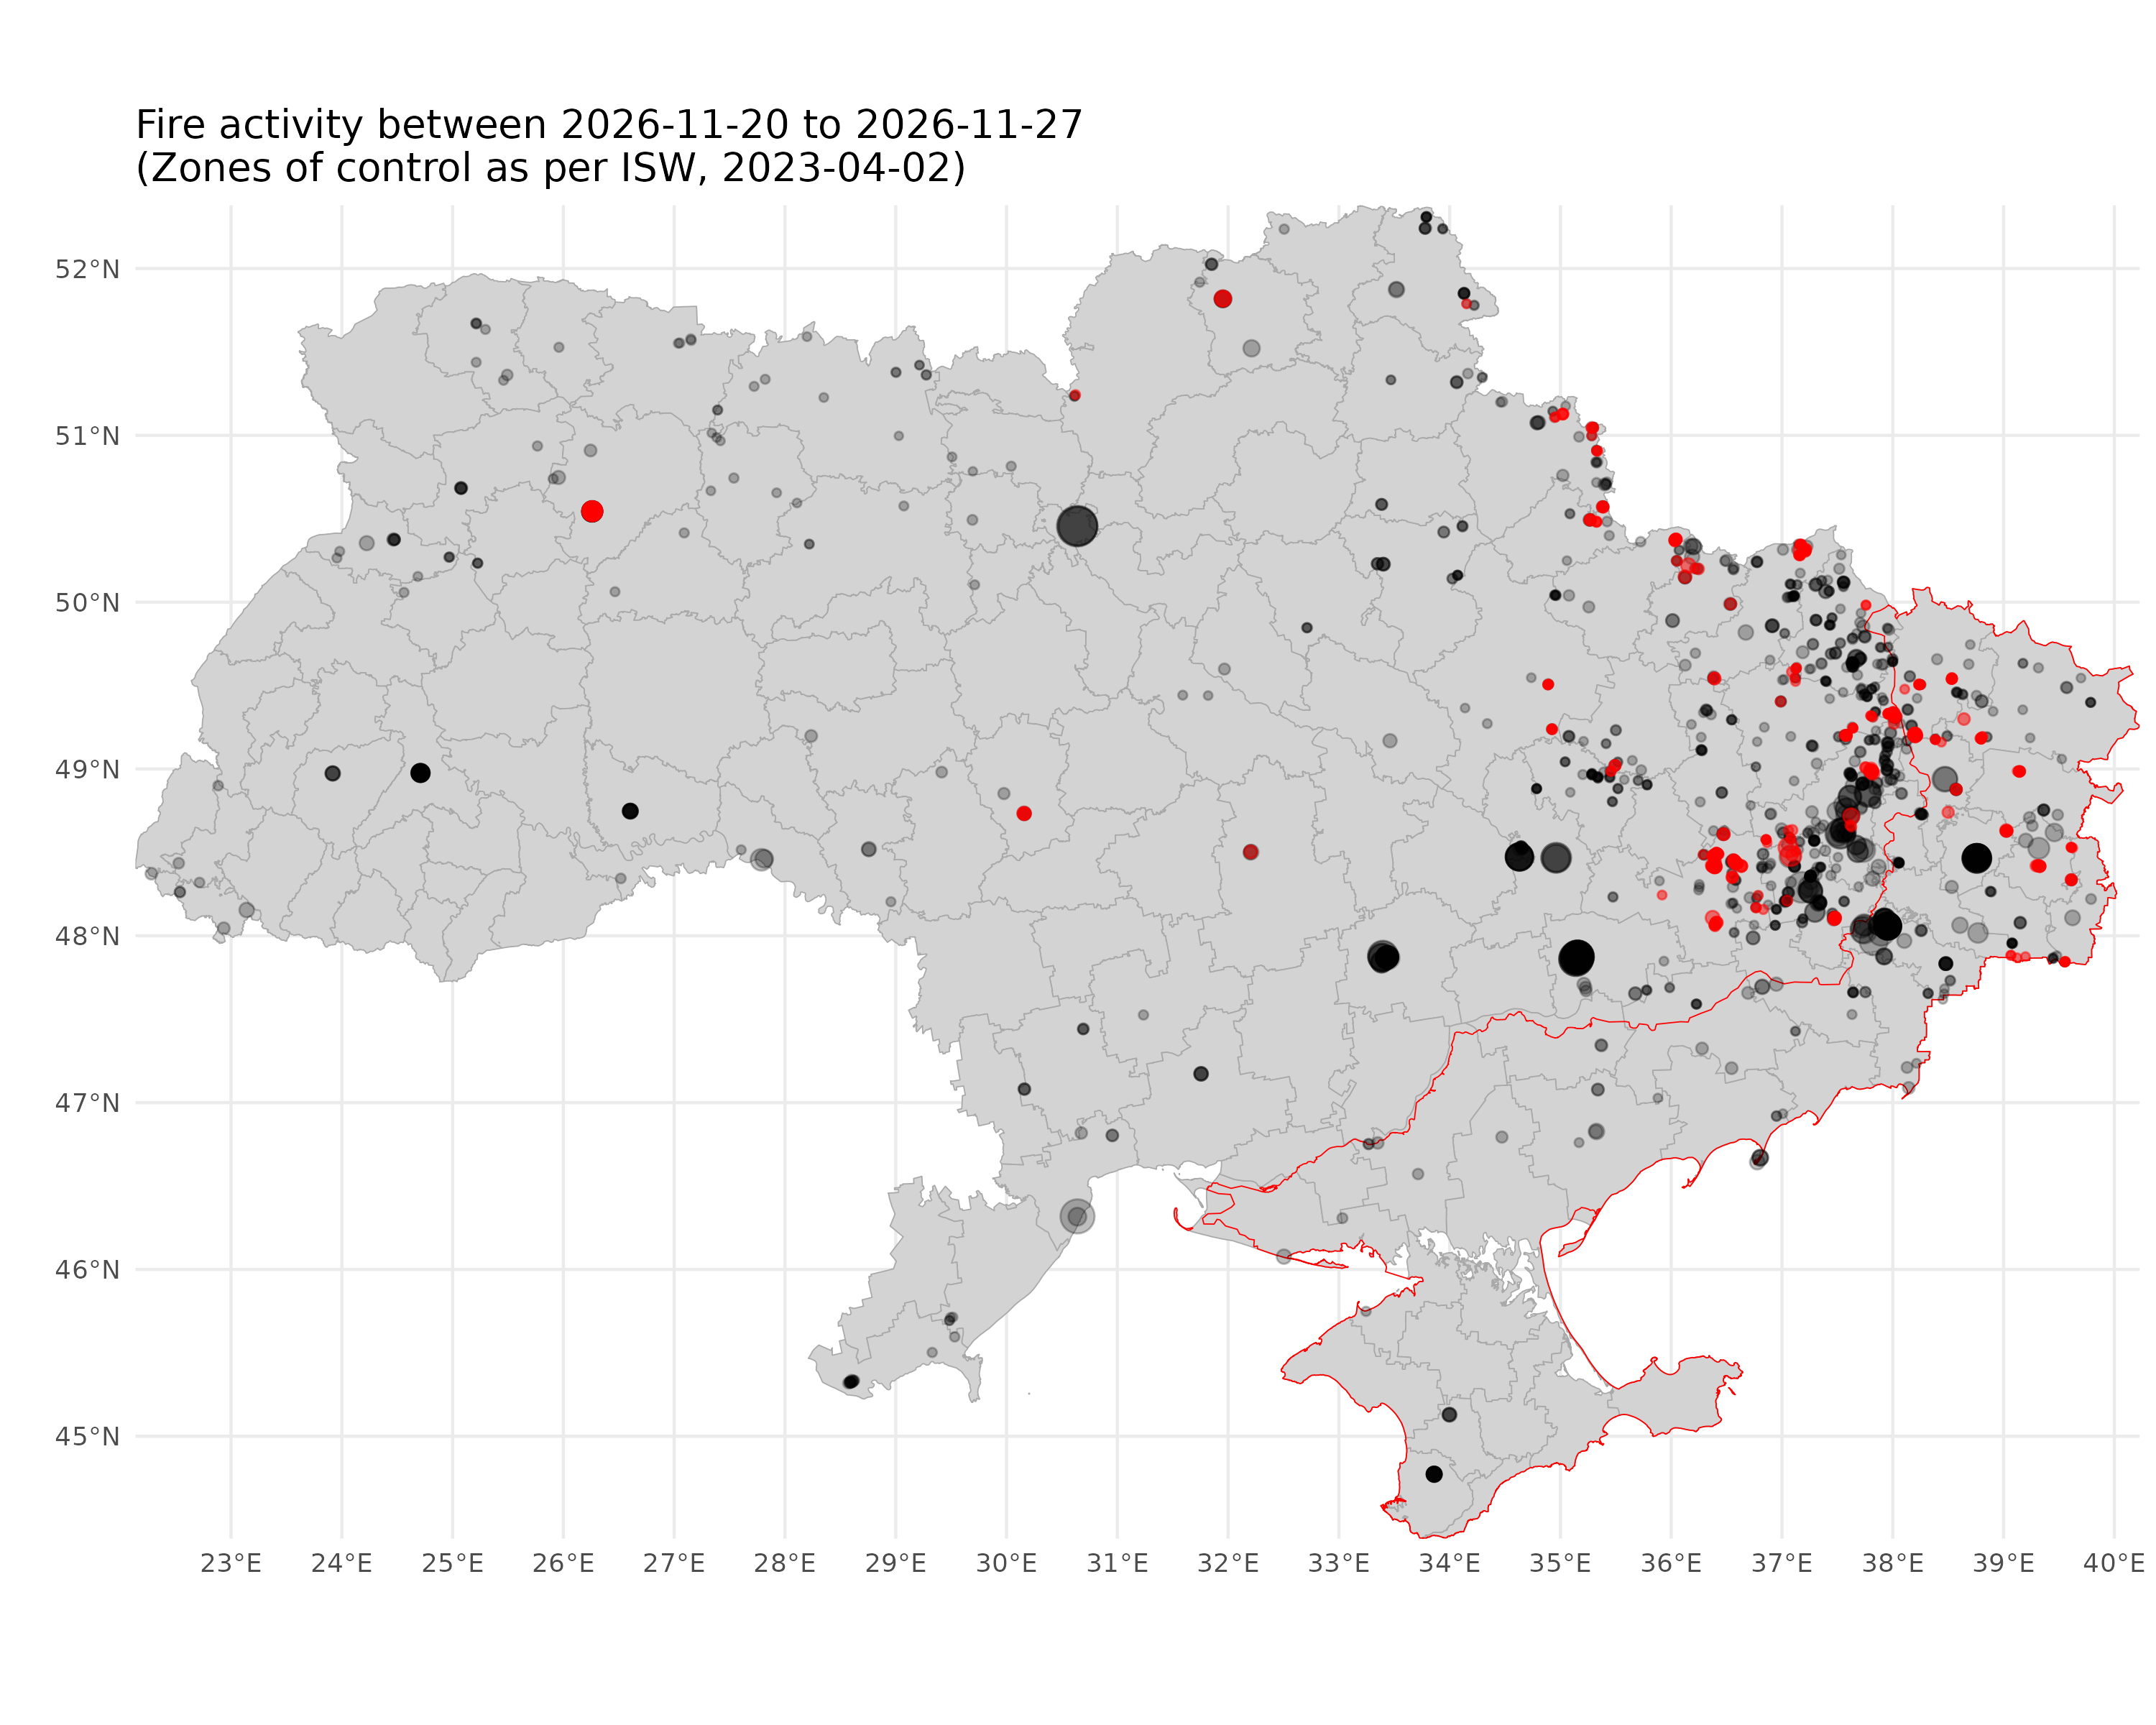 Fire activity between 2026-11-20 to 2026-11-27
(Zones of control as per ISW, 2023-04-02)
52°N
51°N
50°N
49°N
48°N
47°N
46°N
45°N
23°E 24°E 25°E 26°E 27°E 28°E 29°E 30°E 31°E 32°E 33°E 34°E 35°E 36°E 37°E 38°E 39°E 40°E